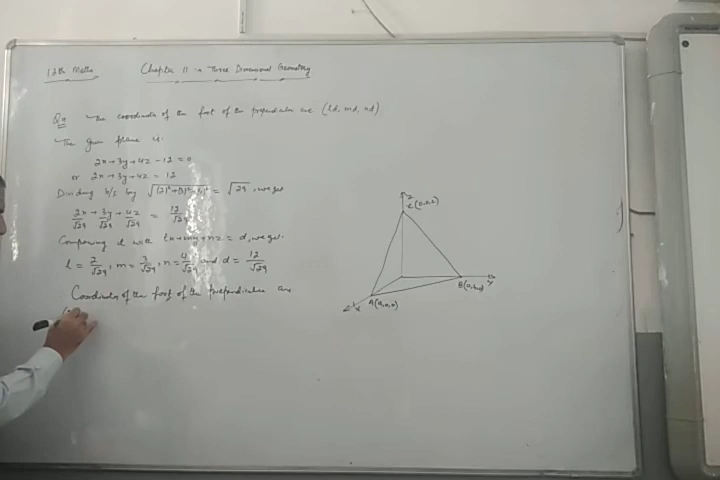 12th Maths Chapter 11 : Three Dimensional Geometry
Q9 The coordinates of the foot of the perpendicular are (ld, md, nd)
The given plane is:
2x+3y+4z-12=0
or 2x+3y+4z = 12
Dividing b/s by √(2)²+(3)²+(4)² = √29, we get
2x/√29 + 3y/√29 + 4z/√29 = 12/√29
Comparing it with lx+my+nz = d, we get
l = 2/√29, m = 3/√29, n = 4/√29 and d = 12/√29
Coordinates of the foot of the perpendicular are
Z
C(0,0,c)
B(0,b,0)
Y
A(a,0,0)
X